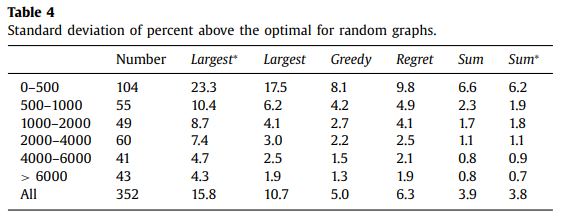 Table 4
Standard deviation of percent above the optimal for random graphs.
Number Largest* Largest Greedy Regret Sum Sum*
0–500 104 23.3 17.5 8.1 9.8 6.6 6.2
500–1000 55 10.4 6.2 4.2 4.9 2.3 1.9
1000–2000 49 8.7 4.1 2.7 4.1 1.7 1.8
2000–4000 60 7.4 3.0 2.2 2.5 1.1 1.1
4000–6000 41 4.7 2.5 1.5 2.1 0.8 0.9
> 6000 43 4.3 1.9 1.3 1.9 0.8 0.7
All 352 15.8 10.7 5.0 6.3 3.9 3.8